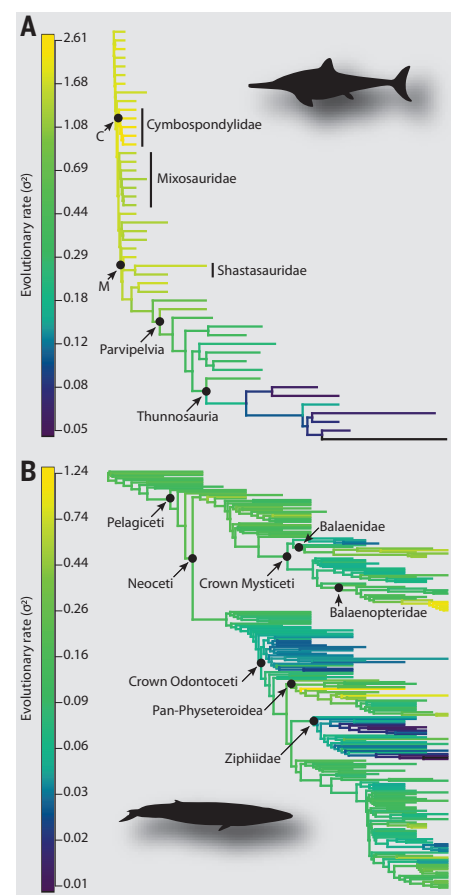 A
2.61
1.68
1.08
0.69
0.44
0.29
0.18
0.12
0.08
0.05
Evolutionary rate (σ²)
C
Cymbospondylidae
Mixosauridae
M
Shastasauridae
Parvipelvia
Thunnosauria
B
1.24
0.74
0.44
0.26
0.16
0.09
0.06
0.03
0.02
0.01
Evolutionary rate (σ²)
Pelagiceti
Neoceti
Balaenidae
Crown Mysticeti
Balaenopteridae
Crown Odontoceti
Pan-Physeteroidea
Ziphiidae